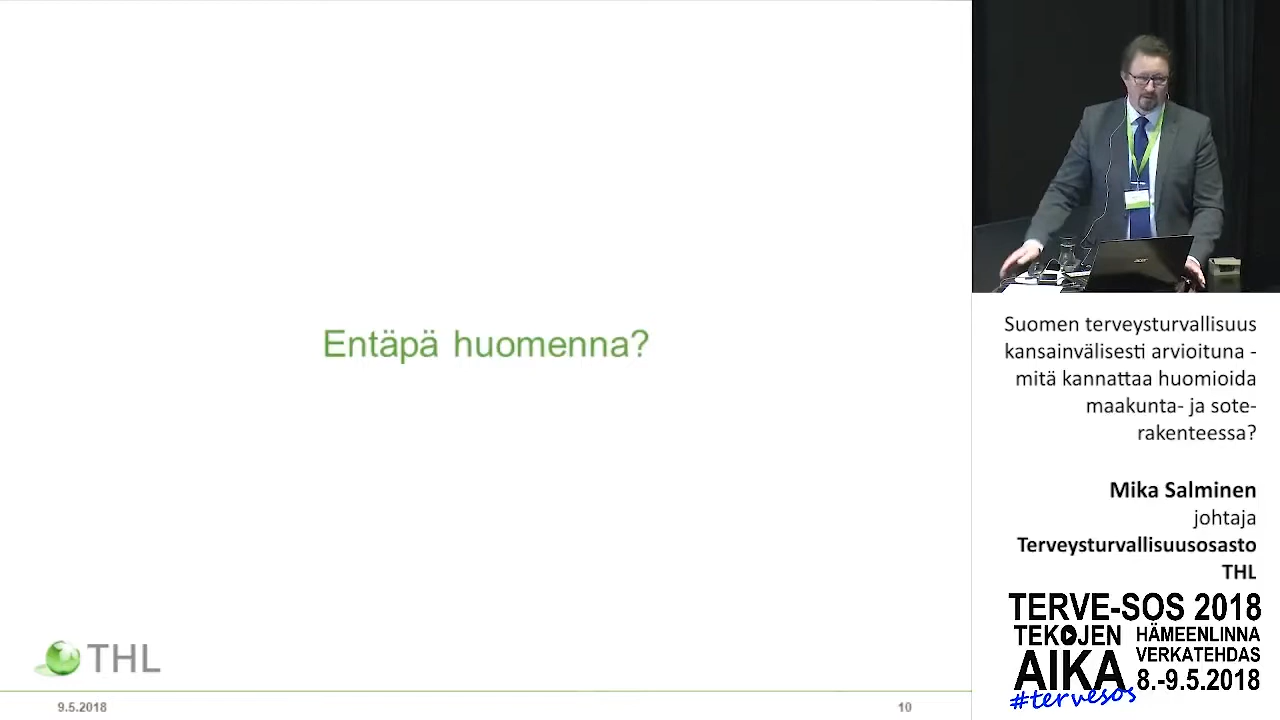 Entäpä huomenna?
THL
9.5.2018
10
acer
Suomen terveysturvallisuus
kansainvälisesti arvioituna -
mitä kannattaa huomioida
maakunta- ja sote-
rakenteessa?
Mika Salminen
johtaja
Terveysturvallisuusosasto
THL
TERVE-SOS 2018
TEKOJEN
AIKA
HÄMEENLINNA
VERKATEHDAS
8.-9.5.2018
#tervesos